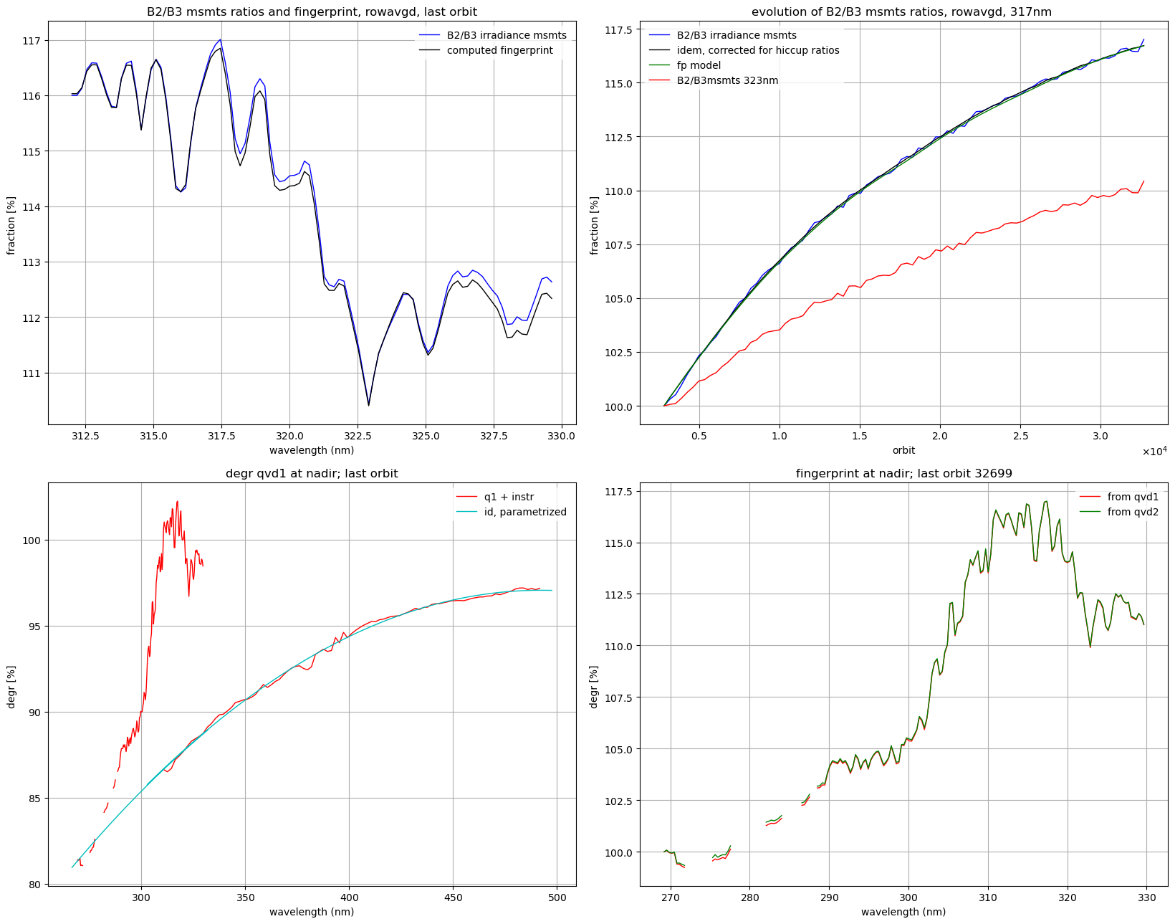 B2/B3 msmts ratios and fingerprint, rowavgd, last orbit
B2/B3 irradiance msmts
computed fingerprint
117
116
115
114
113
112
111
fraction [%]
312.5 315.0 317.5 320.0 322.5 325.0 327.5 330.0
wavelength (nm)
evolution of B2/B3 msmts ratios, rowavgd, 317nm
B2/B3 irradiance msmts
idem, corrected for hiccup ratios
fp model
B2/B3msmts 323nm
117.5
115.0
112.5
110.0
107.5
105.0
102.5
100.0
fraction [%]
0.5 1.0 1.5 2.0 2.5 3.0
×10⁴
orbit
degr qvd1 at nadir; last orbit
q1 + instr
id, parametrized
100
95
90
85
80
degr [%]
300 350 400 450 500
wavelength (nm)
fingerprint at nadir; last orbit 32699
from qvd1
from qvd2
117.5
115.0
112.5
110.0
107.5
105.0
102.5
100.0
degr [%]
270 280 290 300 310 320 330
wavelength (nm)